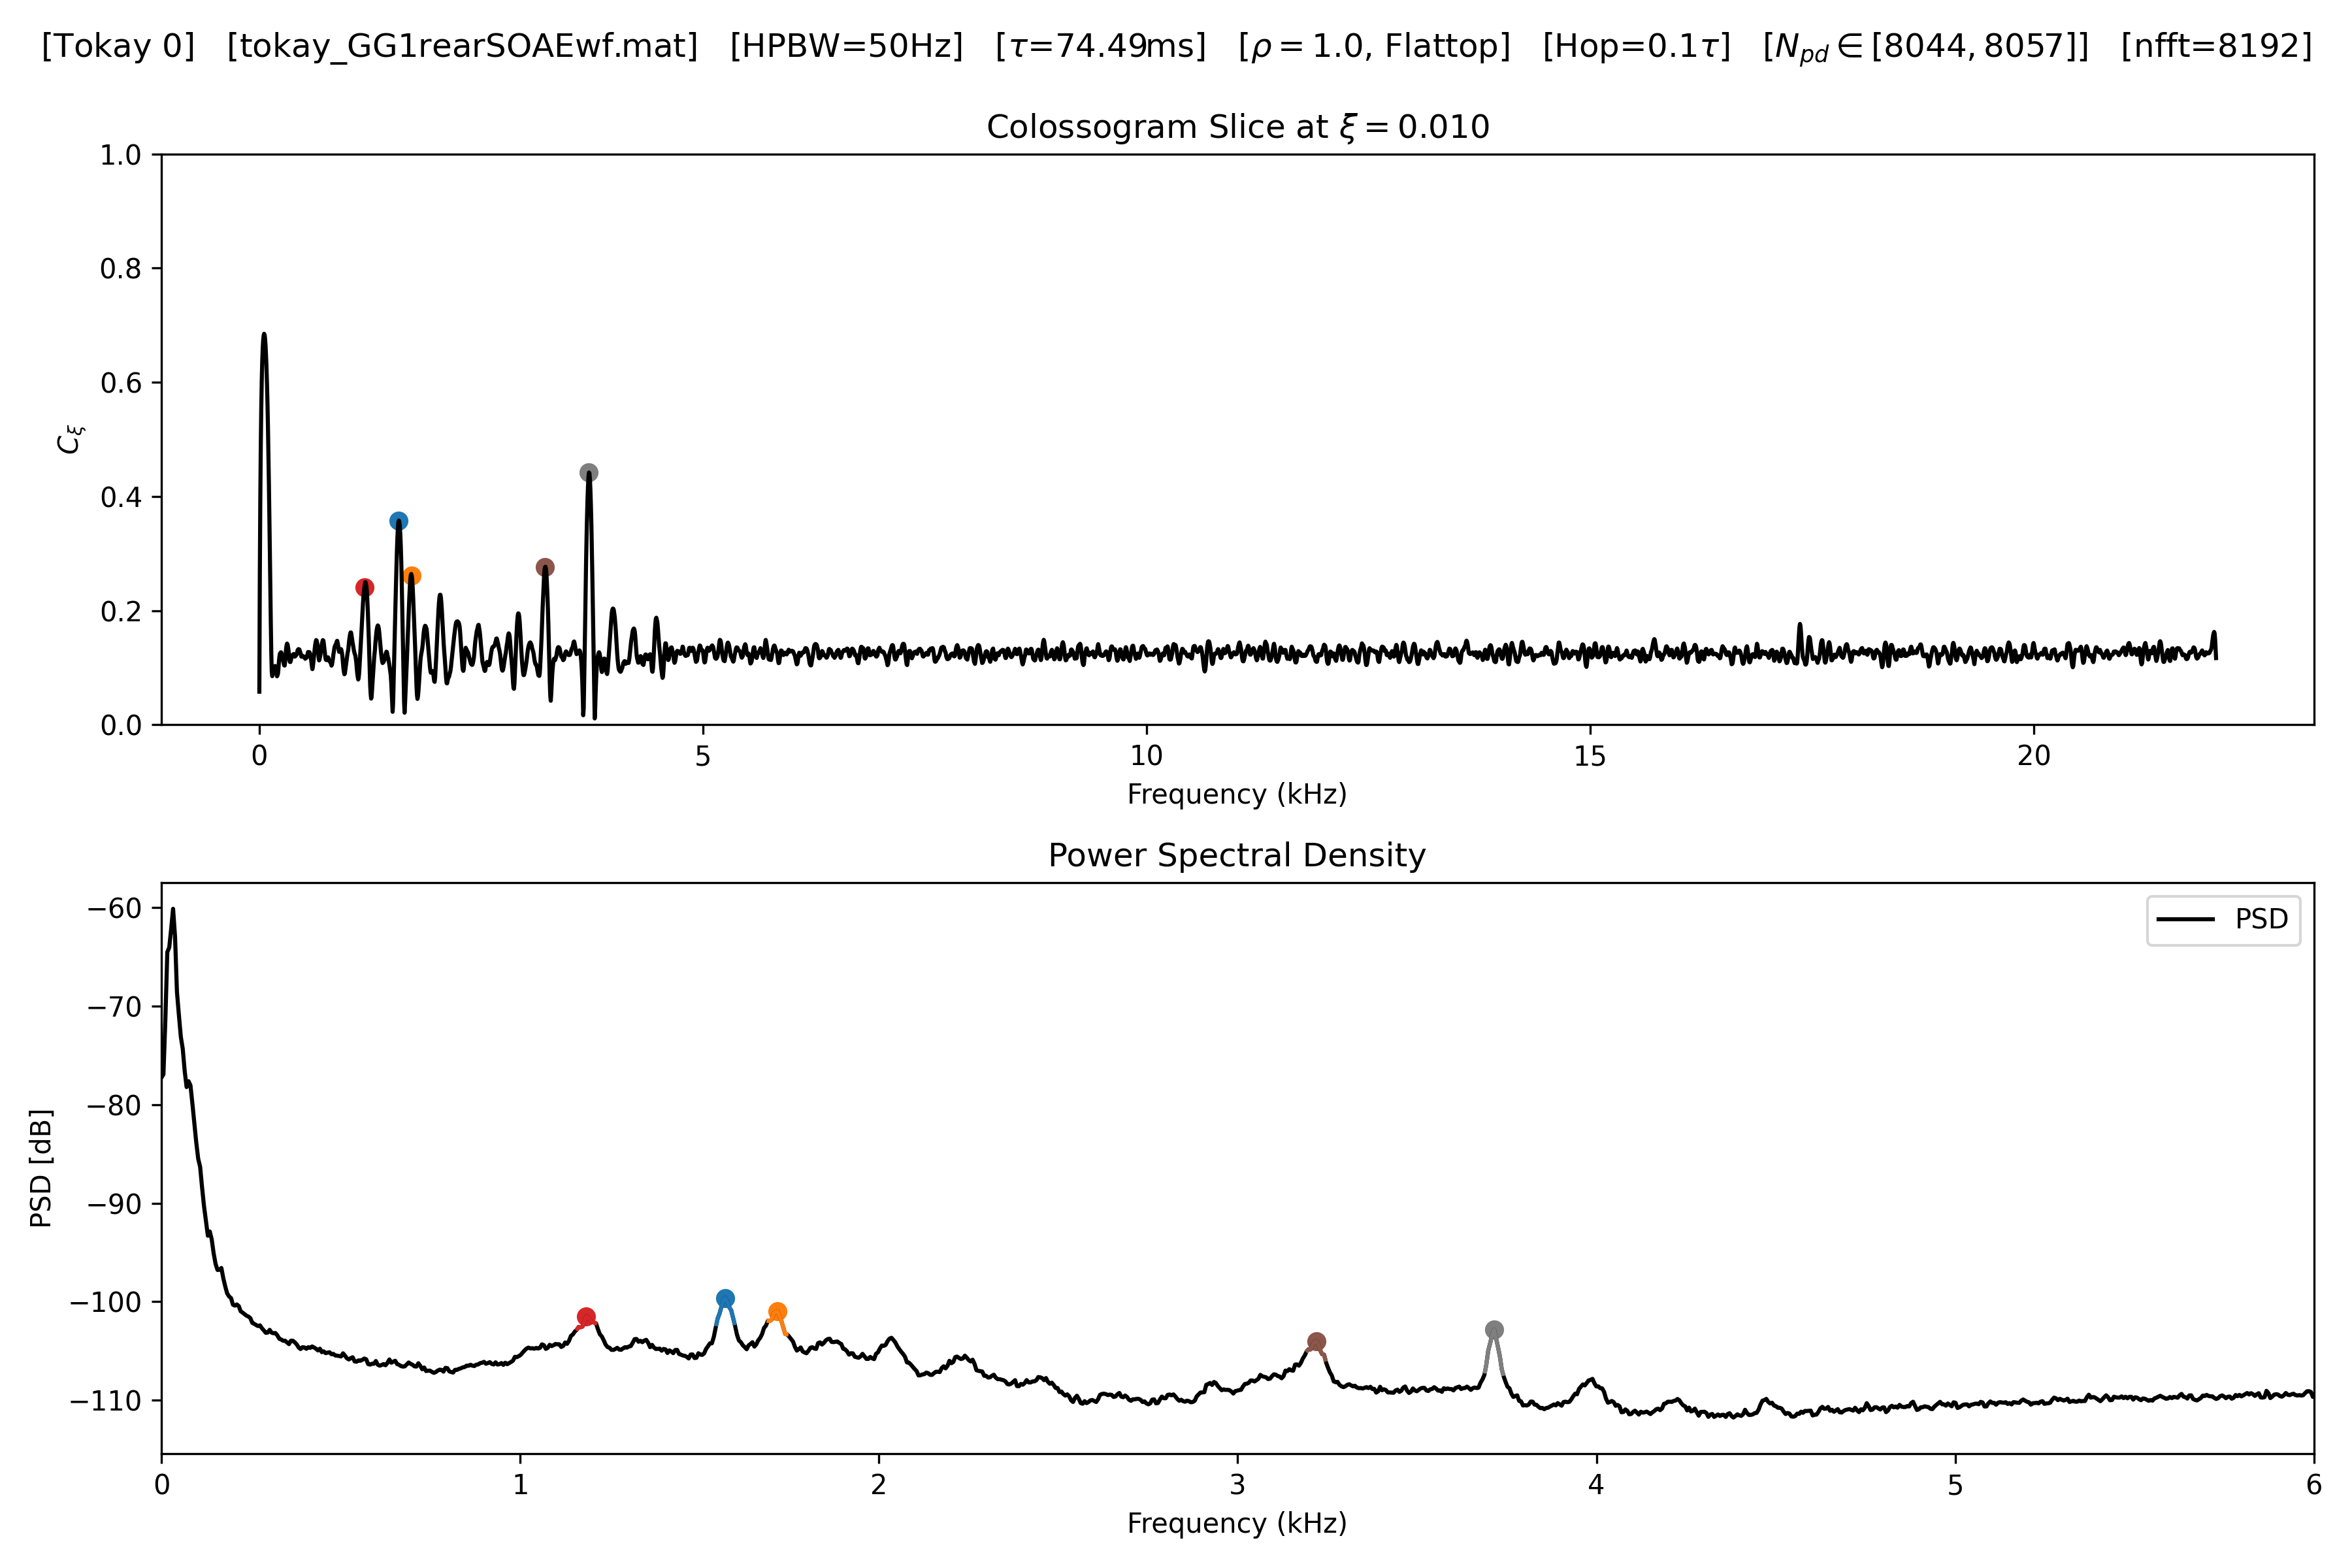 [Tokay 0]   [tokay_GG1rearSOAEwf.mat]   [HPBW=50Hz]   [τ=74.49ms]   [ρ = 1.0, Flattop]   [Hop=0.1τ]   [N_pd ∈ [8044, 8057]]   [nfft=8192]
Colossogram Slice at ξ = 0.010
1.0
0.8
0.6
0.4
0.2
0.0
C_ξ
0 5 10 15 20
Frequency (kHz)
Power Spectral Density
PSD
−60
−70
−80
−90
−100
−110
PSD [dB]
0 1 2 3 4 5 6
Frequency (kHz)